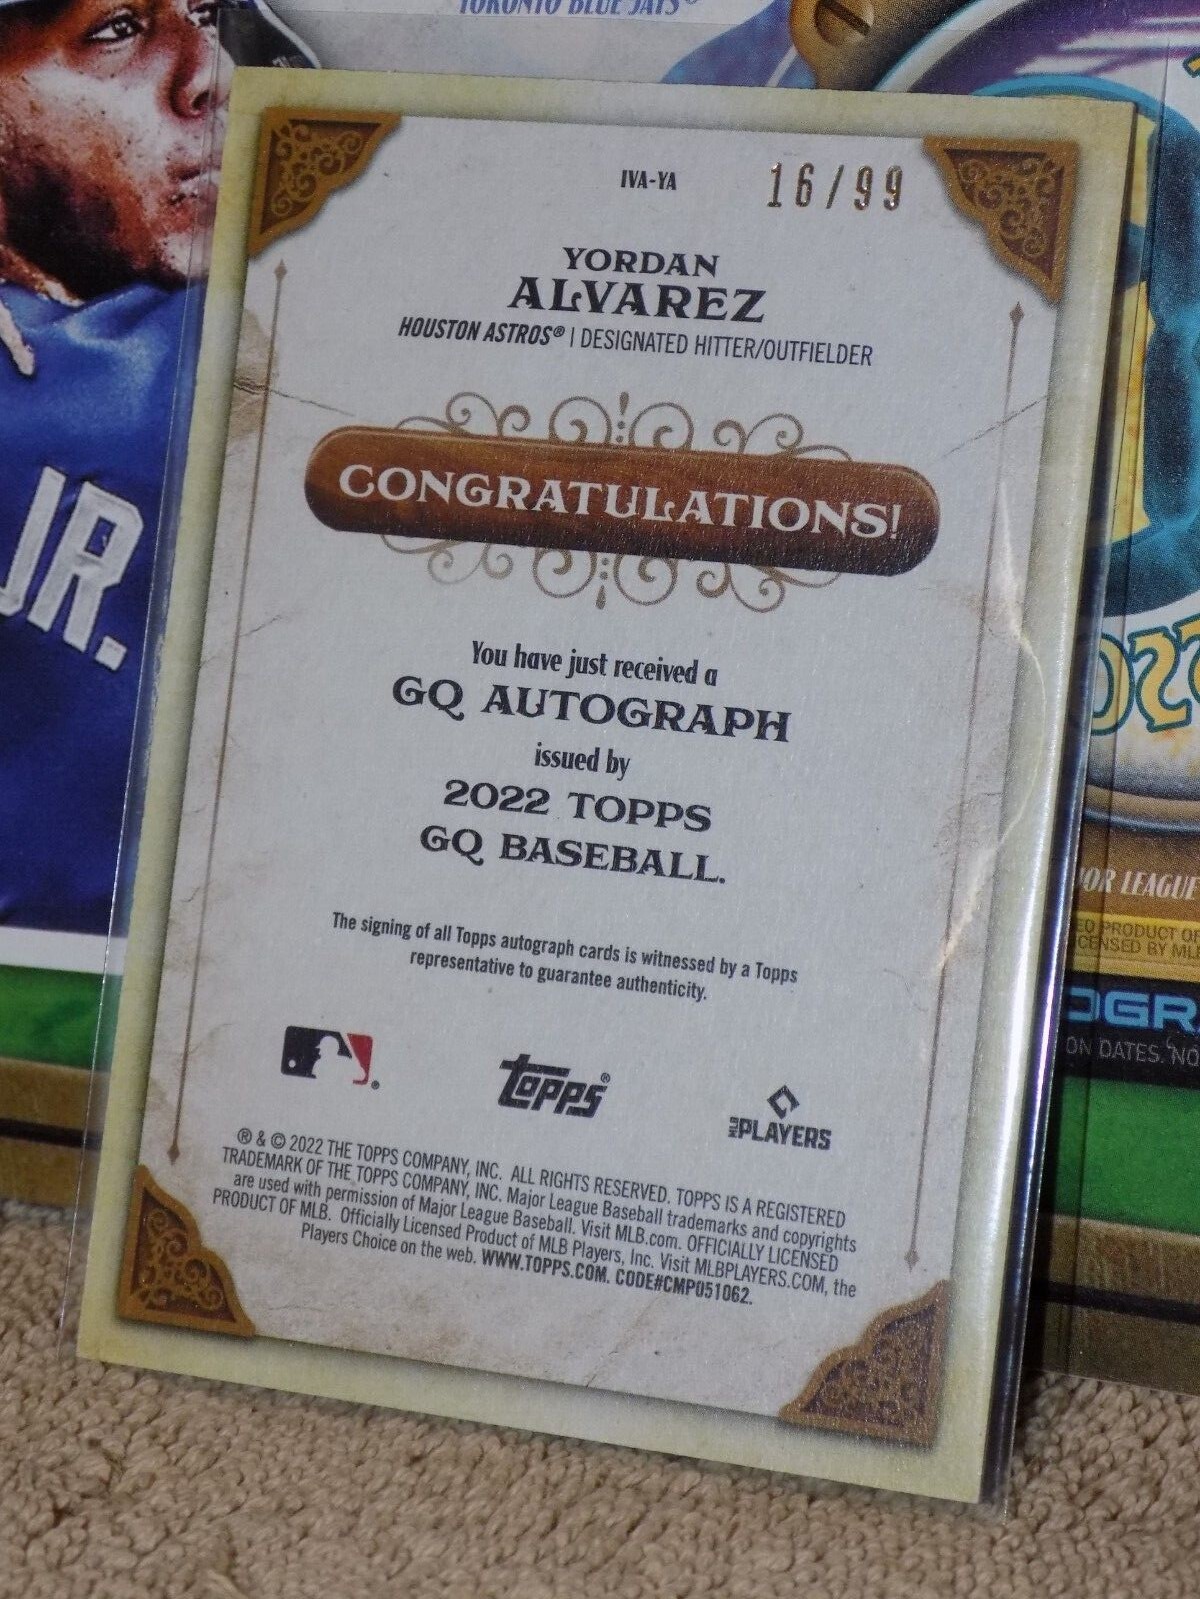 TORONTO BLUE JAYS®
IVA-YA
16/99
YORDAN
ALVAREZ
HOUSTON ASTROS® | DESIGNATED HITTER/OUTFIELDER
CONGRATULATIONS!
You have just received a
GQ AUTOGRAPH
issued by
2022 TOPPS
GQ BASEBALL.
The signing of all Topps autograph cards is witnessed by a Topps
representative to guarantee authenticity.
topps®
MLB PLAYERS
® & © 2022 THE TOPPS COMPANY, INC. ALL RIGHTS RESERVED. TOPPS IS A REGISTERED
TRADEMARK OF THE TOPPS COMPANY, INC. Major League Baseball trademarks and copyrights
are used with permission of Major League Baseball. Visit MLB.com. OFFICIALLY LICENSED
PRODUCT OF MLB. Officially Licensed Product of MLB Players, Inc. Visit MLBPLAYERS.COM, the
Players Choice on the web. WWW.TOPPS.COM. CODE#CMP051062.
JR.
LEAGUE
PRODUCT OF
ON DATES. NO